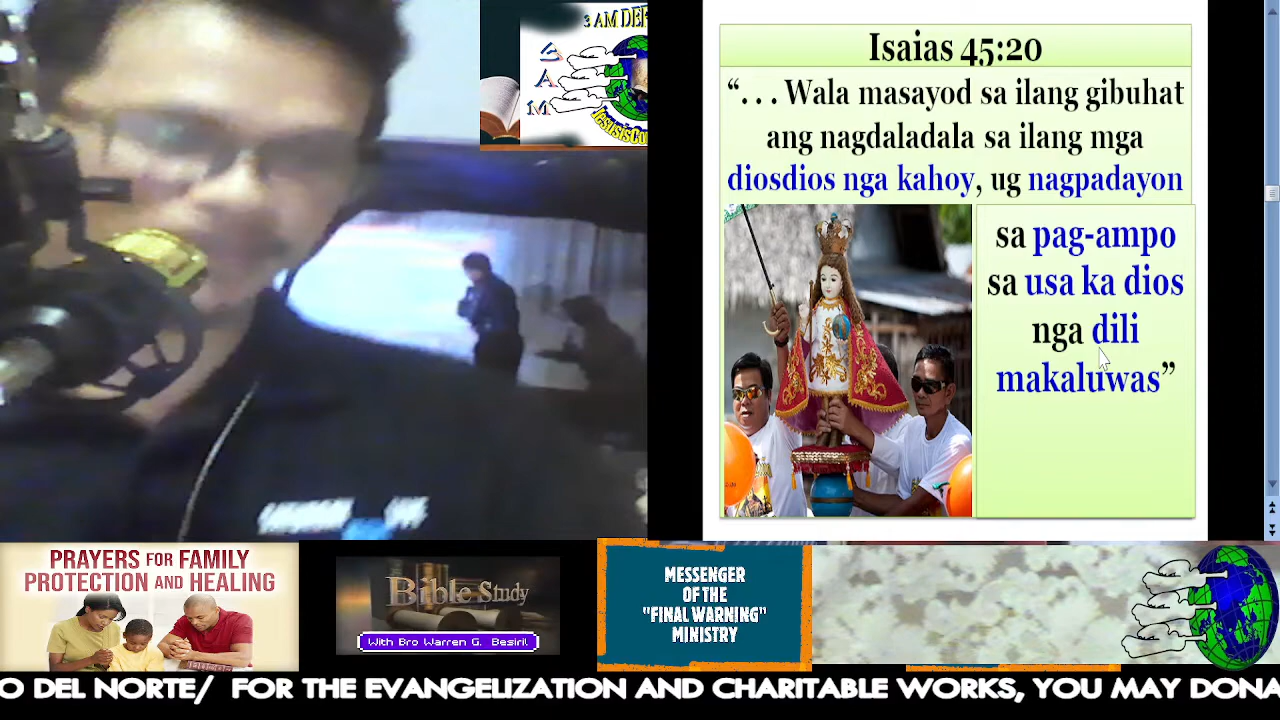 3 AM DE
3
A
M
Isaias 45:20
“. . . Wala masayod sa ilang gibuhat
ang nagdaladala sa ilang mga
diosdios nga kahoy, ug nagpadayon
sa pag-ampo
sa usa ka dios
nga dili
makaluwas”
PRAYERS FOR FAMILY
PROTECTION AND HEALING
Bible Study
With Bro Warren G. Besiril
MESSENGER
OF THE
"FINAL WARNING"
MINISTRY
O DEL NORTE/ FOR THE EVANGELIZATION AND CHARITABLE WORKS, YOU MAY DONA